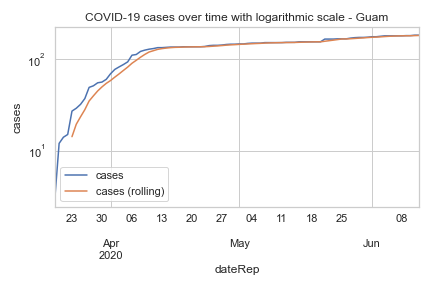 COVID-19 cases over time with logarithmic scale - Guam
10²
10¹
cases
cases
cases (rolling)
23 30 06 13 20 27 04 11 18 25 08
Apr May Jun
2020
dateRep